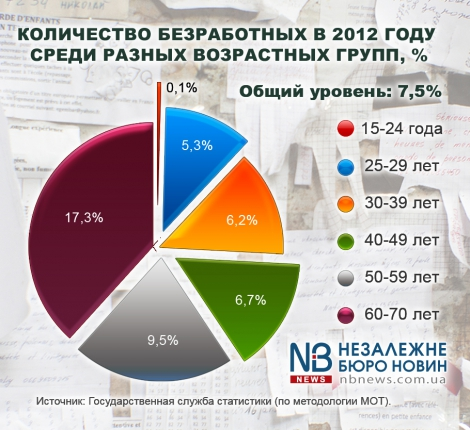 КОЛИЧЕСТВО БЕЗРАБОТНЫХ В 2012 ГОДУ
СРЕДИ РАЗНЫХ ВОЗРАСТНЫХ ГРУПП, %
Общий уровень: 7,5%
0,1%
5,3%
6,2%
6,7%
9,5%
17,3%
15-24 года
25-29 лет
30-39 лет
40-49 лет
50-59 лет
60-70 лет
NB
NEWS
НЕЗАЛЕЖНЕ
БЮРО НОВИН
nbnews.com.ua
Источник: Государственная служба статистики (по методологии МОТ).